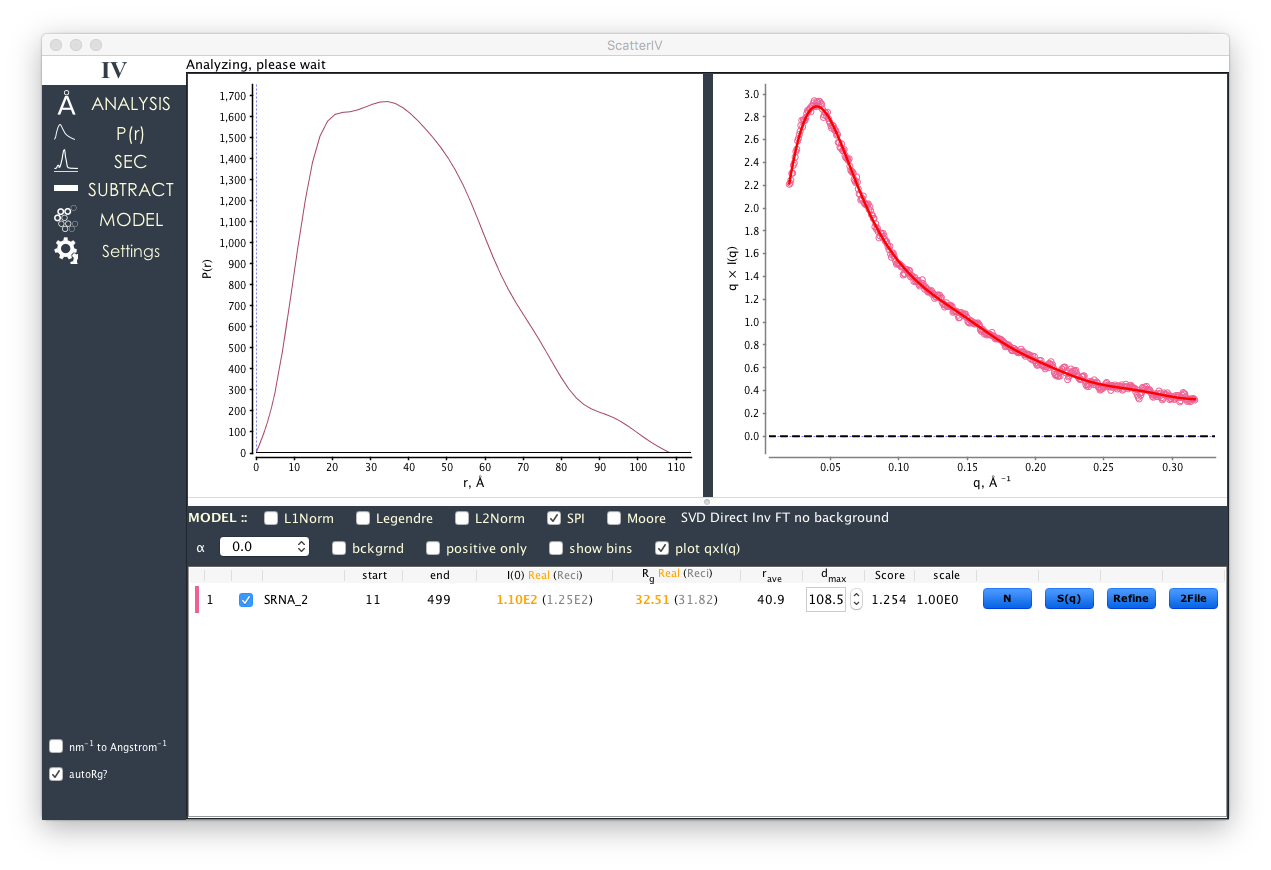 ScatterIV
IV
Analyzing, please wait
ANALYSIS
P(r)
SEC
SUBTRACT
MODEL
Settings
nm⁻¹ to Angstrom⁻¹
autoRg?
P(r)
1,700
1,600
1,500
1,400
1,300
1,200
1,100
1,000
900
800
700
600
500
400
300
200
100
0
0 10 20 30 40 50 60 70 80 90 100 110
r, Å
q × I(q)
3.0
2.8
2.6
2.4
2.2
2.0
1.8
1.6
1.4
1.2
1.0
0.8
0.6
0.4
0.2
0.0
0.05 0.10 0.15 0.20 0.25 0.30
q, Å ⁻¹
MODEL :: L1Norm Legendre L2Norm SPI Moore SVD Direct Inv FT no background
α 0.0 bckgrnd positive only show bins plot qxI(q)
start end I(0) Real (Reci) Rg Real (Reci) rave dmax Score scale
1 SRNA_2 11 499 1.10E2 (1.25E2) 32.51 (31.82) 40.9 108.5 1.254 1.00E0 N S(q) Refine 2File